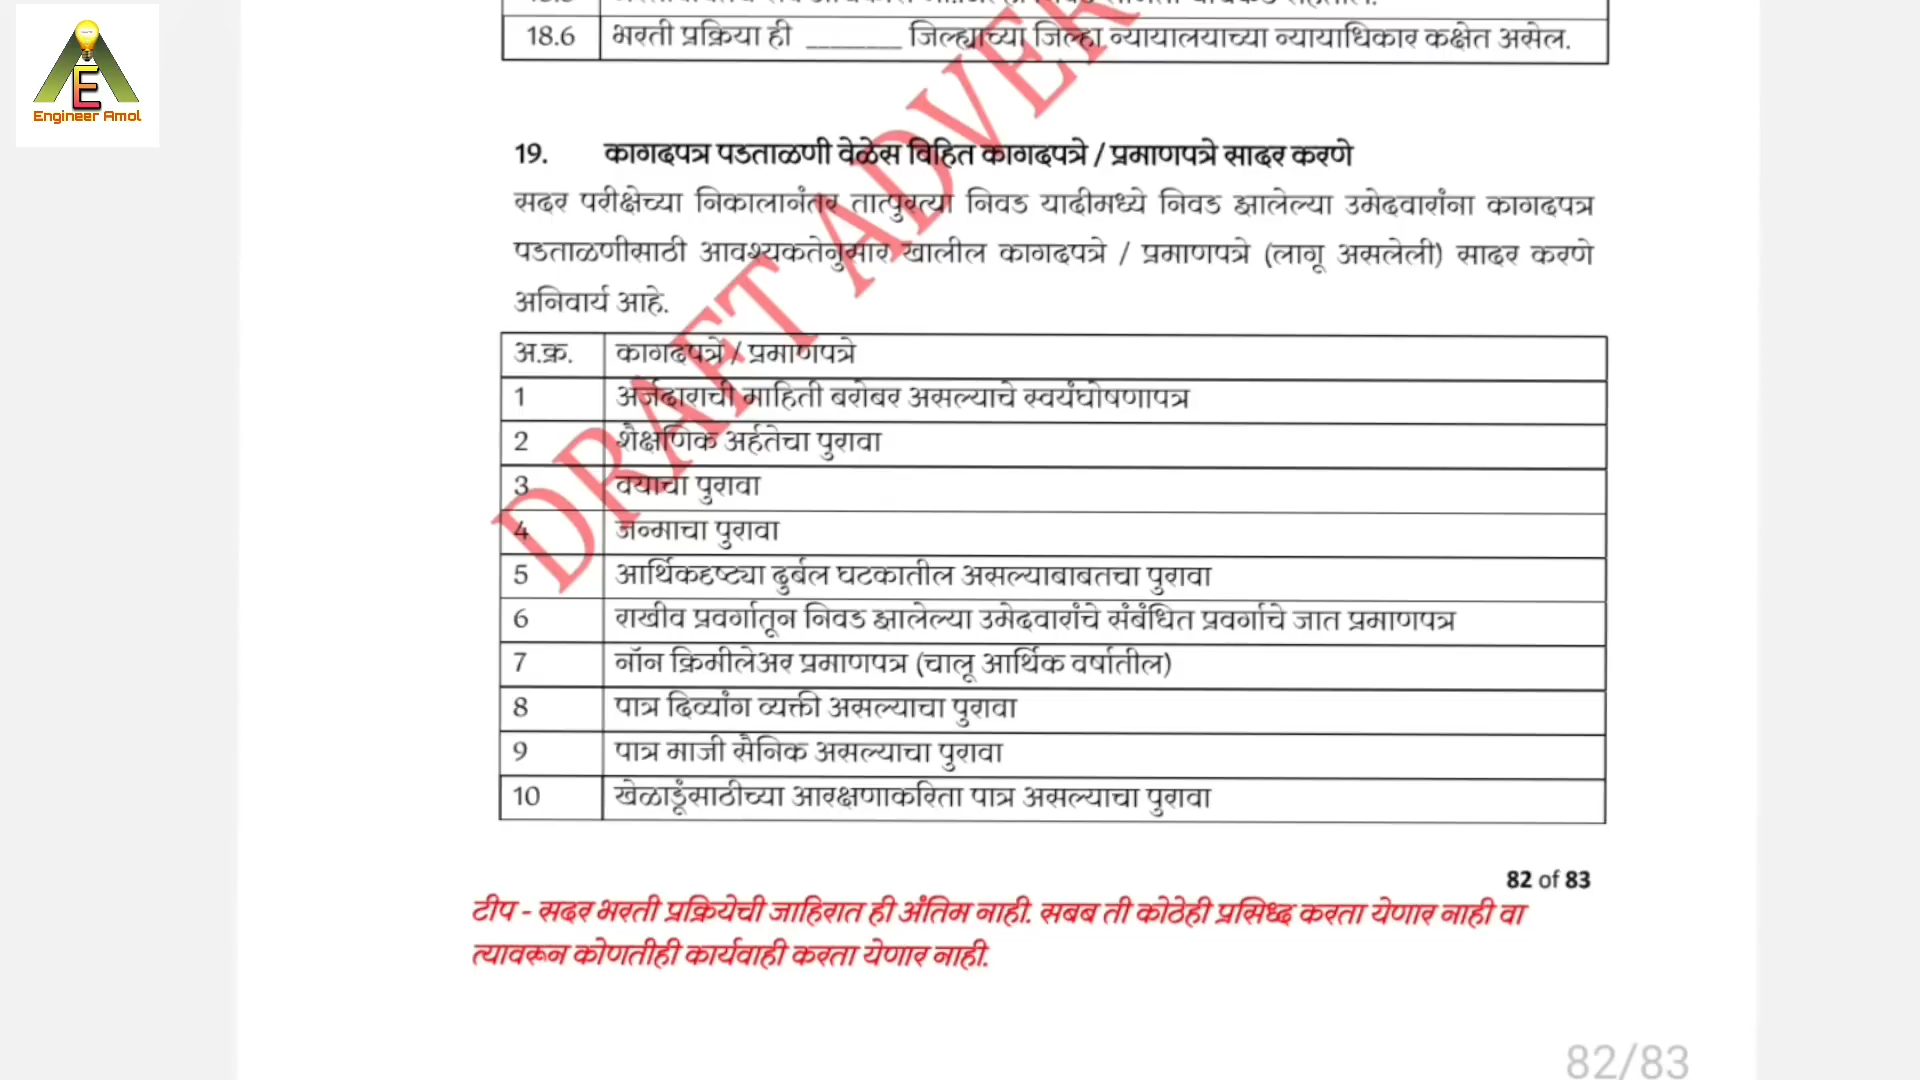 18.6 भरती प्रक्रिया ही ________ जिल्ह्याच्या जिल्हा न्यायालयाच्या न्यायाधिकार कक्षेत असेल.
E
Engineer Amol
19. कागदपत्र पडताळणी वेळेस विहित कागदपत्रे / प्रमाणपत्रे सादर करणे
सदर परीक्षेच्या निकालानंतर तात्पुरत्या निवड यादीमध्ये निवड झालेल्या उमेदवारांना कागदपत्र
पडताळणीसाठी आवश्यकतेनुसार खालील कागदपत्रे / प्रमाणपत्रे (लागू असलेली) सादर करणे
अनिवार्य आहे.
अ.क्र. कागदपत्रे / प्रमाणपत्रे
1 अर्जदाराची माहिती बरोबर असल्याचे स्वयंघोषणापत्र
2 शैक्षणिक अर्हतेचा पुरावा
3 वयाचा पुरावा
4 जन्माचा पुरावा
5 आर्थिकदृष्ट्या दुर्बल घटकातील असल्याबाबतचा पुरावा
6 राखीव प्रवर्गातून निवड झालेल्या उमेदवारांचे संबंधित प्रवर्गाचे जात प्रमाणपत्र
7 नॉन क्रिमीलेअर प्रमाणपत्र (चालू आर्थिक वर्षातील)
8 पात्र दिव्यांग व्यक्ती असल्याचा पुरावा
9 पात्र माजी सैनिक असल्याचा पुरावा
10 खेळाडूंसाठीच्या आरक्षणाकरिता पात्र असल्याचा पुरावा
DRAFT ADVER
82 of 83
टीप - सदर भरती प्रक्रियेची जाहिरात ही अंतिम नाही. सबब ती कोठेही प्रसिध्द करता येणार नाही वा
त्यावरून कोणतीही कार्यवाही करता येणार नाही.
82/83